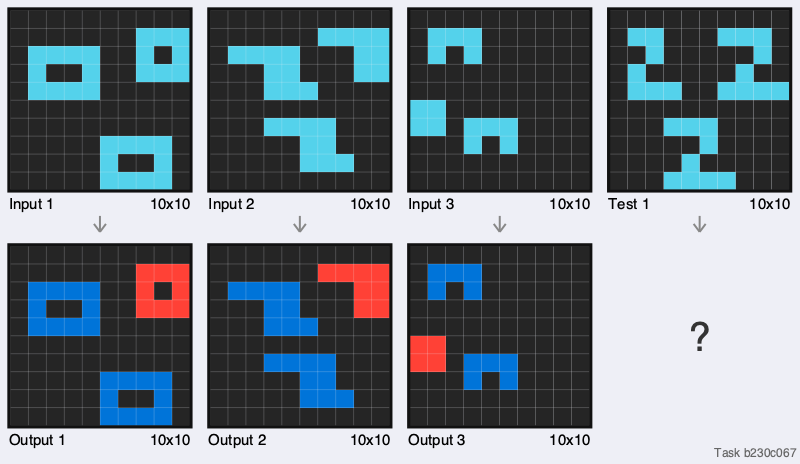 Input 1 10x10 Input 2 10x10 Input 3 10x10 Test 1 10x10
?
Output 1 10x10 Output 2 10x10 Output 3 10x10
Task b230c067